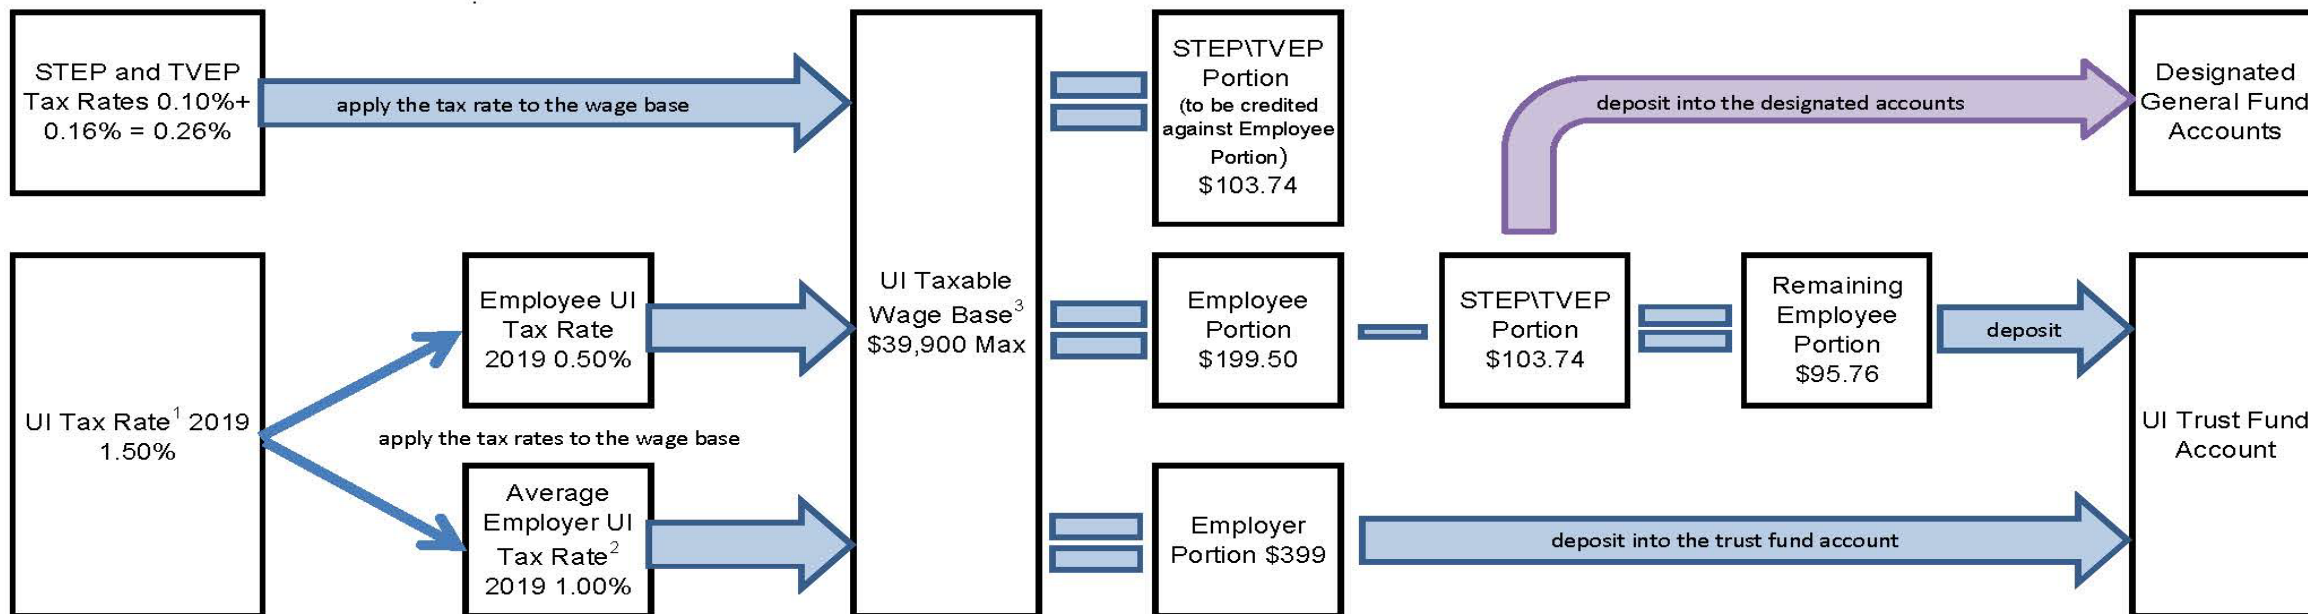 STEP and TVEP
Tax Rates 0.10%+
0.16% = 0.26%
apply the tax rate to the wage base
UI Taxable
Wage Base3
$39,900 Max
STEP\TVEP
Portion
(to be credited
against Employee
Portion)
$103.74
deposit into the designated accounts
Designated
General Fund
Accounts
UI Tax Rate1 2019
1.50%
Employee UI
Tax Rate
2019 0.50%
apply the tax rates to the wage base
Average
Employer UI
Tax Rate2
2019 1.00%
Employee
Portion
$199.50
STEP\TVEP
Portion
$103.74
Remaining
Employee
Portion
$95.76
deposit
Employer
Portion $399
deposit into the trust fund account
UI Trust Fund
Account